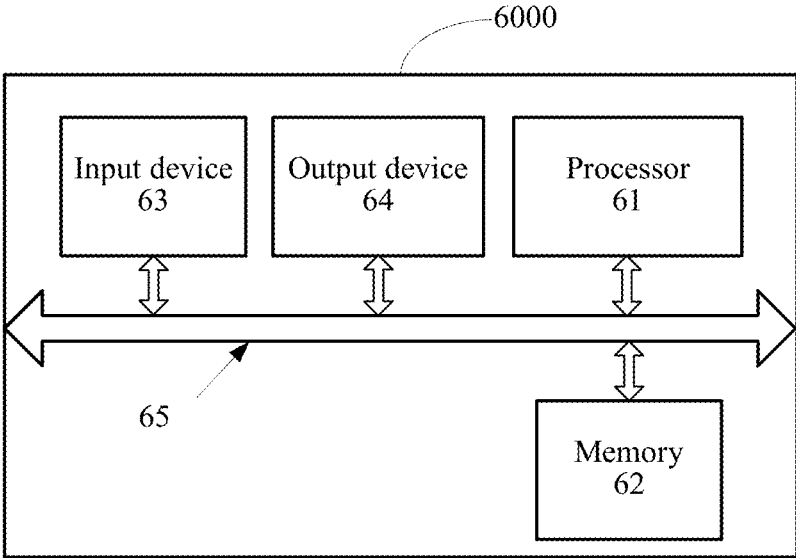 6000
Input device
63
Output device
64
Processor
61
65
Memory
62